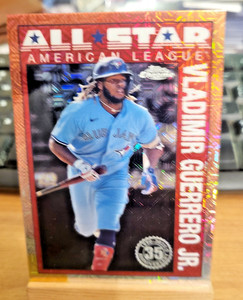 ALL★STAR
AMERICAN LEAGUE
VLADIMIR GUERRERO JR.
BLUE JAYS
35